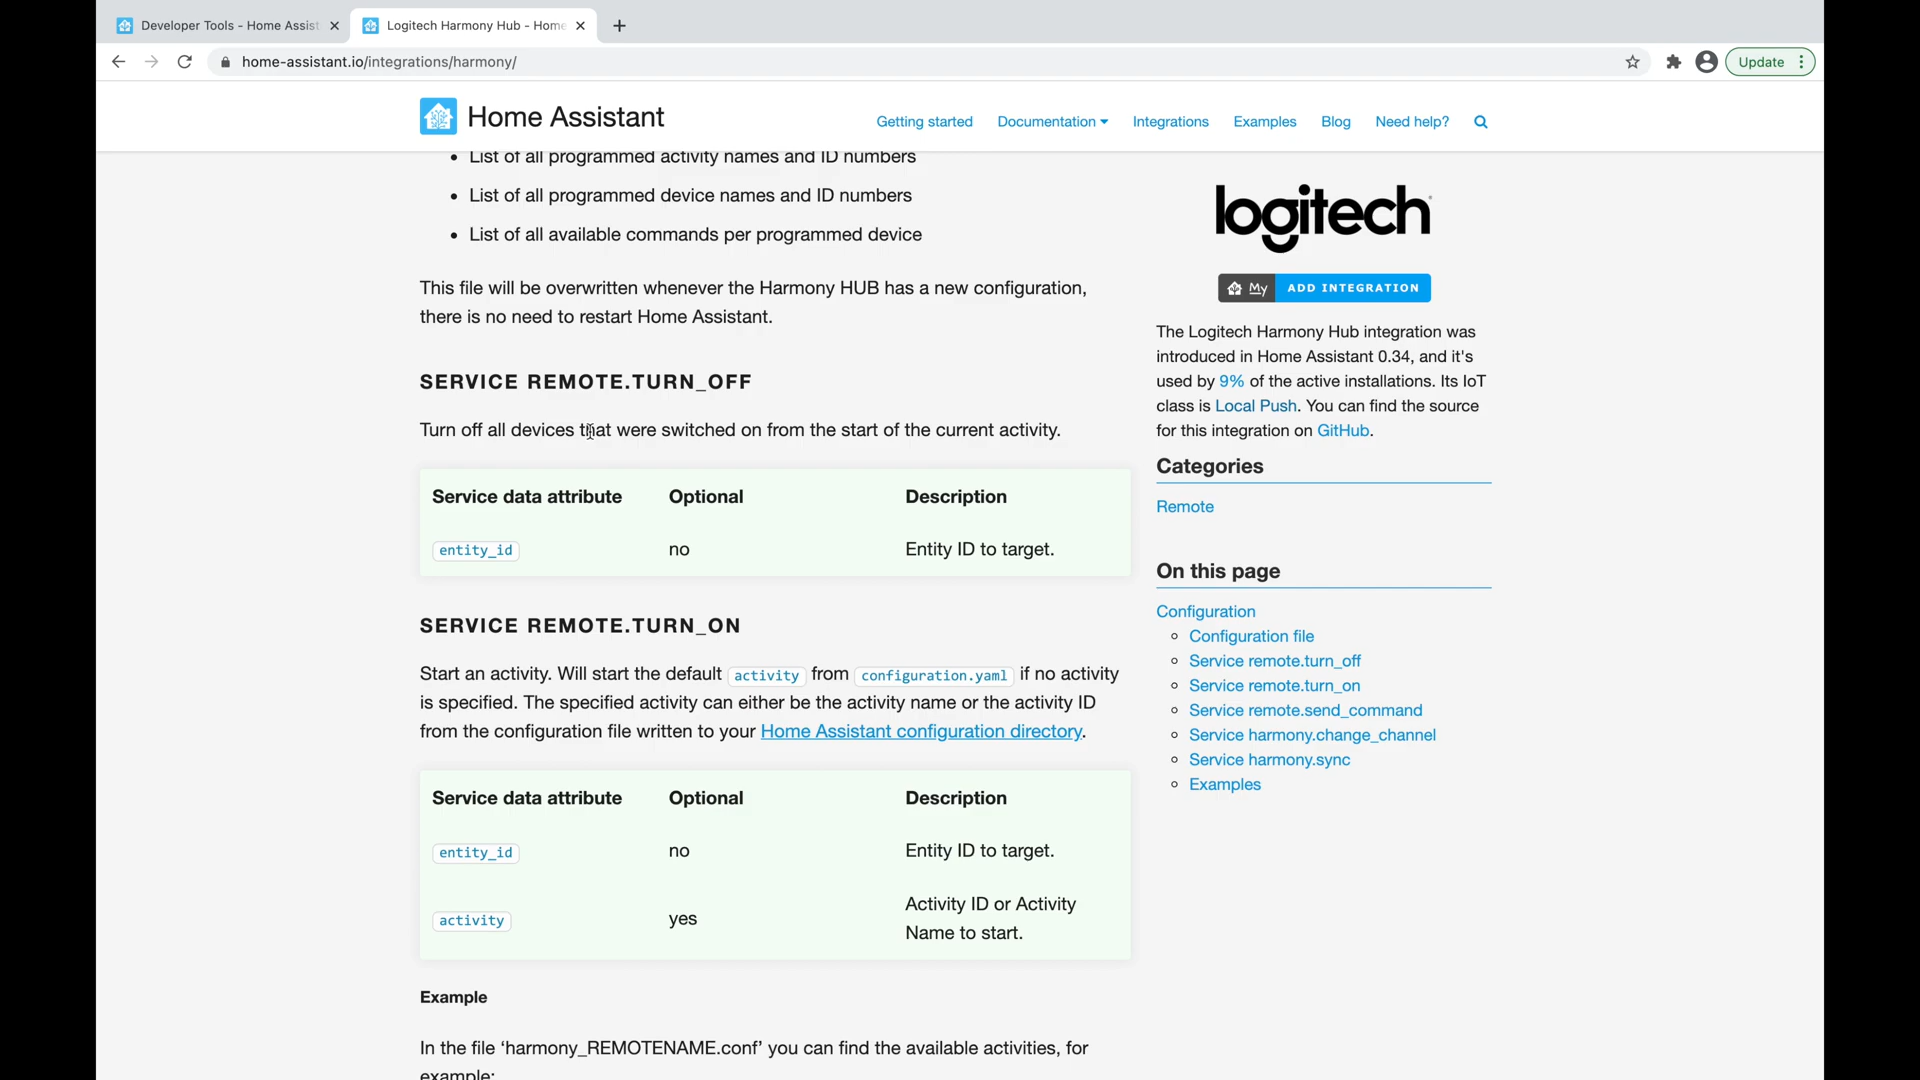 Developer Tools - Home Assist
Logitech Harmony Hub - Home
home-assistant.io/integrations/harmony/
Update
Home Assistant
Getting started
Documentation
Integrations
Examples
Blog
Need help?
List of all programmed activity names and ID numbers
List of all programmed device names and ID numbers
List of all available commands per programmed device
This file will be overwritten whenever the Harmony HUB has a new configuration,
there is no need to restart Home Assistant.
SERVICE REMOTE.TURN_OFF
Turn off all devices that were switched on from the start of the current activity.
Service data attribute Optional Description
entity_id no Entity ID to target.
SERVICE REMOTE.TURN_ON
Start an activity. Will start the default activity from configuration.yaml if no activity
is specified. The specified activity can either be the activity name or the activity ID
from the configuration file written to your Home Assistant configuration directory.
Service data attribute Optional Description
entity_id no Entity ID to target.
activity yes Activity ID or Activity
Name to start.
Example
In the file ‘harmony_REMOTENAME.conf’ you can find the available activities, for
example:
logitech
My ADD INTEGRATION
The Logitech Harmony Hub integration was
introduced in Home Assistant 0.34, and it's
used by 9% of the active installations. Its IoT
class is Local Push. You can find the source
for this integration on GitHub.
Categories
Remote
On this page
Configuration
Configuration file
Service remote.turn_off
Service remote.turn_on
Service remote.send_command
Service harmony.change_channel
Service harmony.sync
Examples